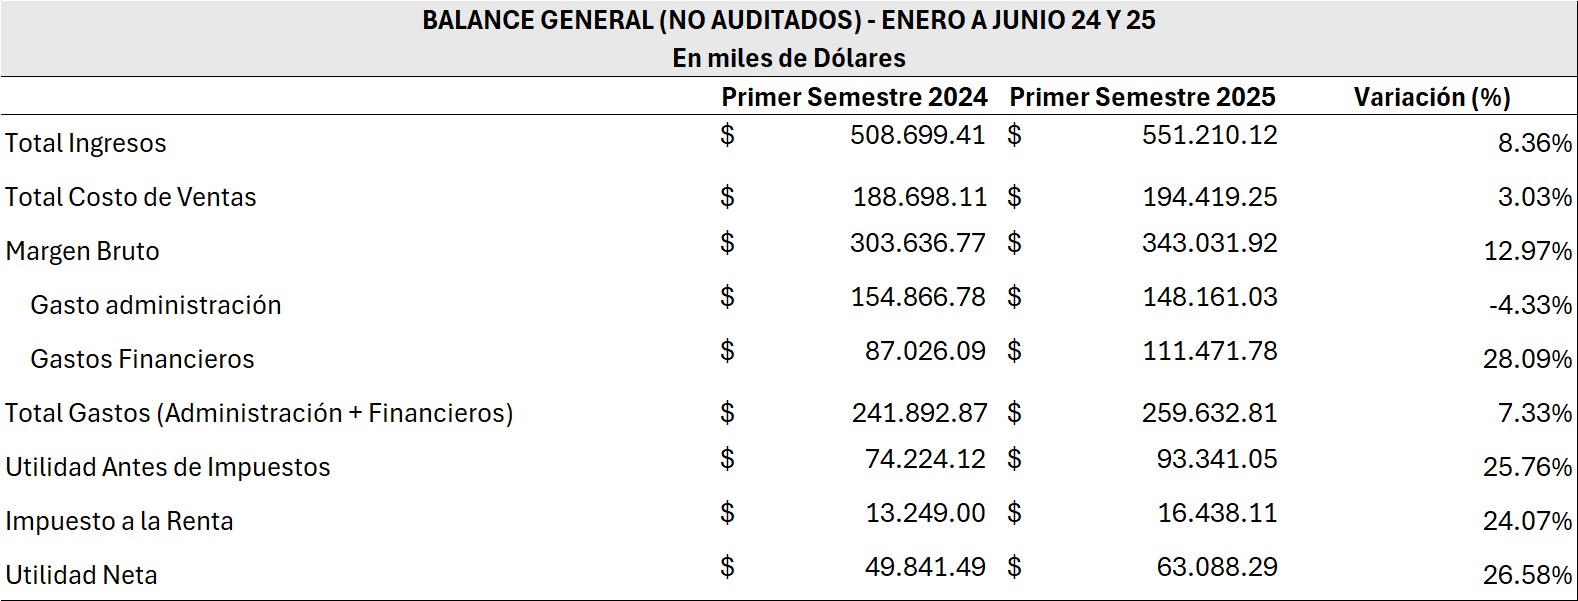 BALANCE GENERAL (NO AUDITADOS) - ENERO A JUNIO 24 Y 25
En miles de Dólares
Primer Semestre 2024 Primer Semestre 2025 Variación (%)
Total Ingresos $ 508.699.41 $ 551.210.12 8.36%
Total Costo de Ventas $ 188.698.11 $ 194.419.25 3.03%
Margen Bruto $ 303.636.77 $ 343.031.92 12.97%
Gasto administración $ 154.866.78 $ 148.161.03 -4.33%
Gastos Financieros $ 87.026.09 $ 111.471.78 28.09%
Total Gastos (Administración + Financieros) $ 241.892.87 $ 259.632.81 7.33%
Utilidad Antes de Impuestos $ 74.224.12 $ 93.341.05 25.76%
Impuesto a la Renta $ 13.249.00 $ 16.438.11 24.07%
Utilidad Neta $ 49.841.49 $ 63.088.29 26.58%